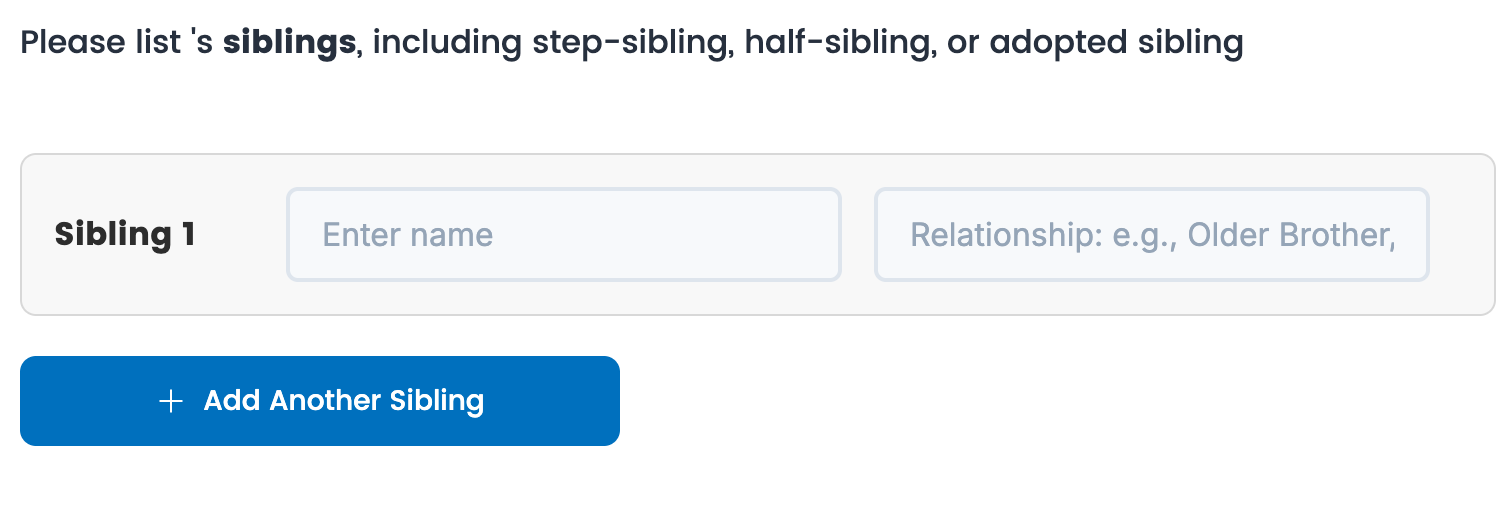 Please list 's siblings, including step-sibling, half-sibling, or adopted sibling
Sibling 1
Enter name
Relationship: e.g., Older Brother,
+ Add Another Sibling